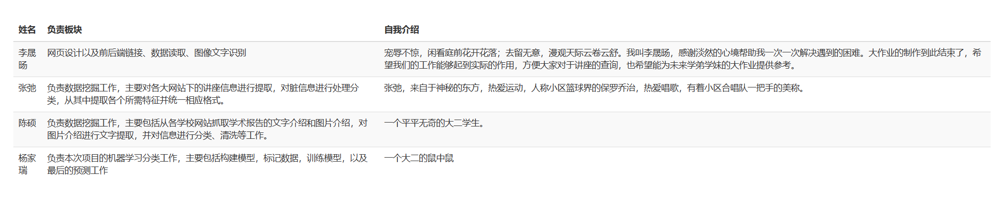 姓名 负责板块 自我介绍
李晟旸 网页设计以及前后端链接、数据读取、图像文字识别
宠辱不惊，闲看庭前花开花落；去留无意，漫观天际云卷云舒。我叫李晟旸，感谢淡然的心境帮助我一次一次解决遇到的困难。大作业的制作到此结束了，希
望我们的工作能够起到实际的作用，方便大家对于讲座的查询，也希望能为未来学弟学妹的大作业提供参考。
张弛
负责数据挖掘工作，主要对各大网站下的讲座信息进行提取，对脏信息进行处理分
类，从其中提取各个所需特征并统一相应格式。
张弛，来自于神秘的东方，热爱运动，人称小区篮球界的保罗乔治，热爱唱歌，有着小区合唱队一把手的美称。
陈硕
负责数据挖掘工作，主要包括从各学校网站抓取学术报告的文字介绍和图片介绍，对
图片介绍进行文字提取，并对信息进行分类、清洗等工作。
一个平平无奇的大二学生。
杨家
瑞
负责本次项目的机器学习分类工作，主要包括构建模型，标记数据，训练模型，以及
最后的预测工作
一个大二的鼠中鼠